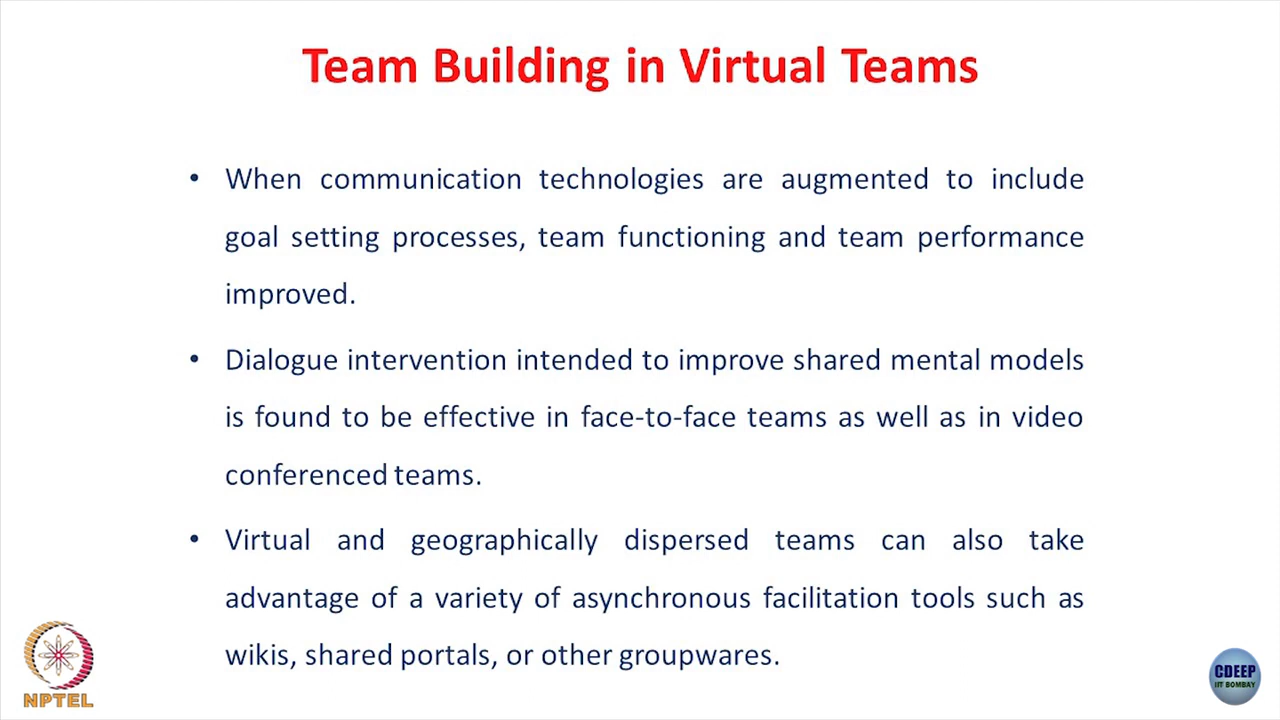 Team Building in Virtual Teams
• When communication technologies are augmented to include
goal setting processes, team functioning and team performance
improved.
• Dialogue intervention intended to improve shared mental models
is found to be effective in face-to-face teams as well as in video
conferenced teams.
• Virtual and geographically dispersed teams can also take
advantage of a variety of asynchronous facilitation tools such as
wikis, shared portals, or other groupwares.
NPTEL
CDEEP
IIT BOMBAY